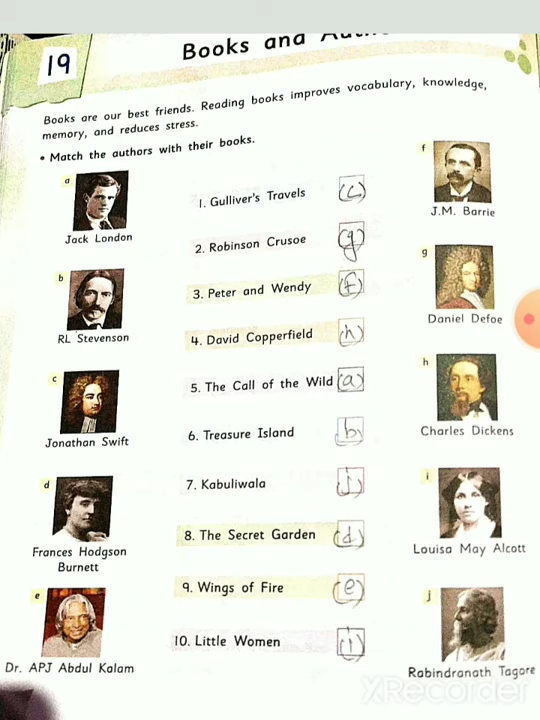 19
Books and
Books are our best friends. Reading books improves vocabulary, knowledge,
memory, and reduces stress.
• Match the authors with their books.
a
Jack London
b
RL Stevenson
c
Jonathan Swift
d
Frances Hodgson
Burnett
e
Dr. APJ Abdul Kalam
1. Gulliver's Travels (c)
2. Robinson Crusoe (g)
3. Peter and Wendy (f)
4. David Copperfield (h)
5. The Call of the Wild (a)
6. Treasure Island b
7. Kabuliwala (j)
8. The Secret Garden (d)
9. Wings of Fire (e)
10. Little Women (i)
f
J.M. Barrie
g
Daniel Defoe
h
Charles Dickens
i
Louisa May Alcott
j
Rabindranath Tagore
XRecorder